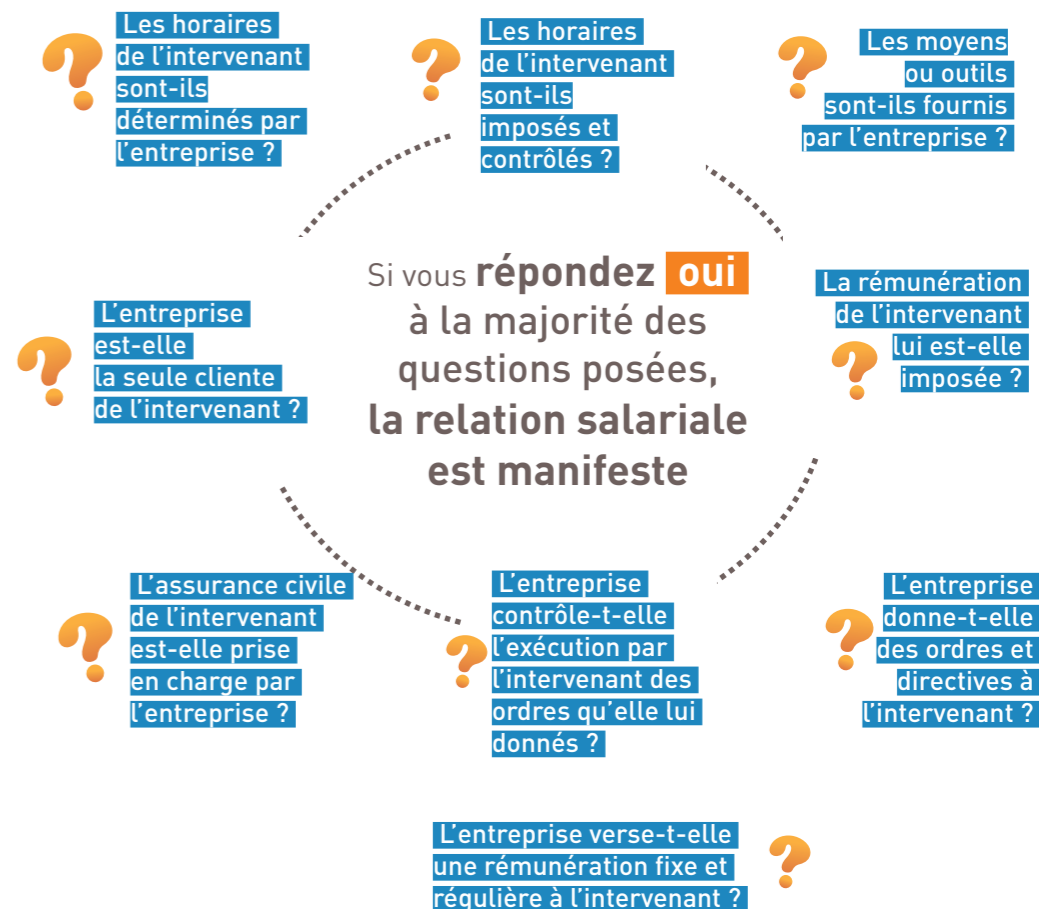 Les horaires
de l'intervenant
sont-ils
déterminés par
l'entreprise ?
Les horaires
de l'intervenant
sont-ils
imposés et
contrôlés ?
Les moyens
ou outils
sont-ils fournis
par l'entreprise ?
L'entreprise
est-elle
la seule cliente
de l'intervenant ?
Si vous répondez oui
à la majorité des
questions posées,
la relation salariale
est manifeste
La rémunération
de l'intervenant
lui est-elle
imposée ?
L'assurance civile
de l'intervenant
est-elle prise
en charge par
l'entreprise ?
L'entreprise
contrôle-t-elle
l'exécution par
l'intervenant des
ordres qu'elle lui
donnés ?
L'entreprise
donne-t-elle
des ordres et
directives à
l'intervenant ?
L'entreprise verse-t-elle
une rémunération fixe et
régulière à l'intervenant ?